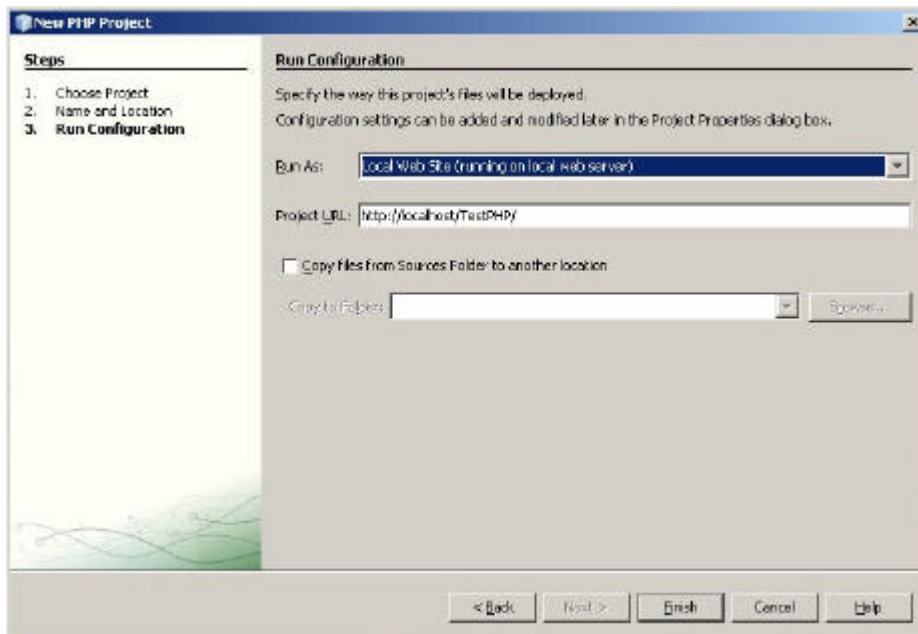 New PHP Project
Steps
1. Choose Project
2. Name and Location
3. Run Configuration
Run Configuration
Specify the way this project's files will be deployed.
Configuration settings can be added and modified later in the Project Properties dialog box.
Run As: Local Web Site (running on local web server)
Project URL: http://localhost/TestPHP/
Copy files from Sources Folder to another location
Copy to Folder:
Browse...
< Back Next > Finish Cancel Help